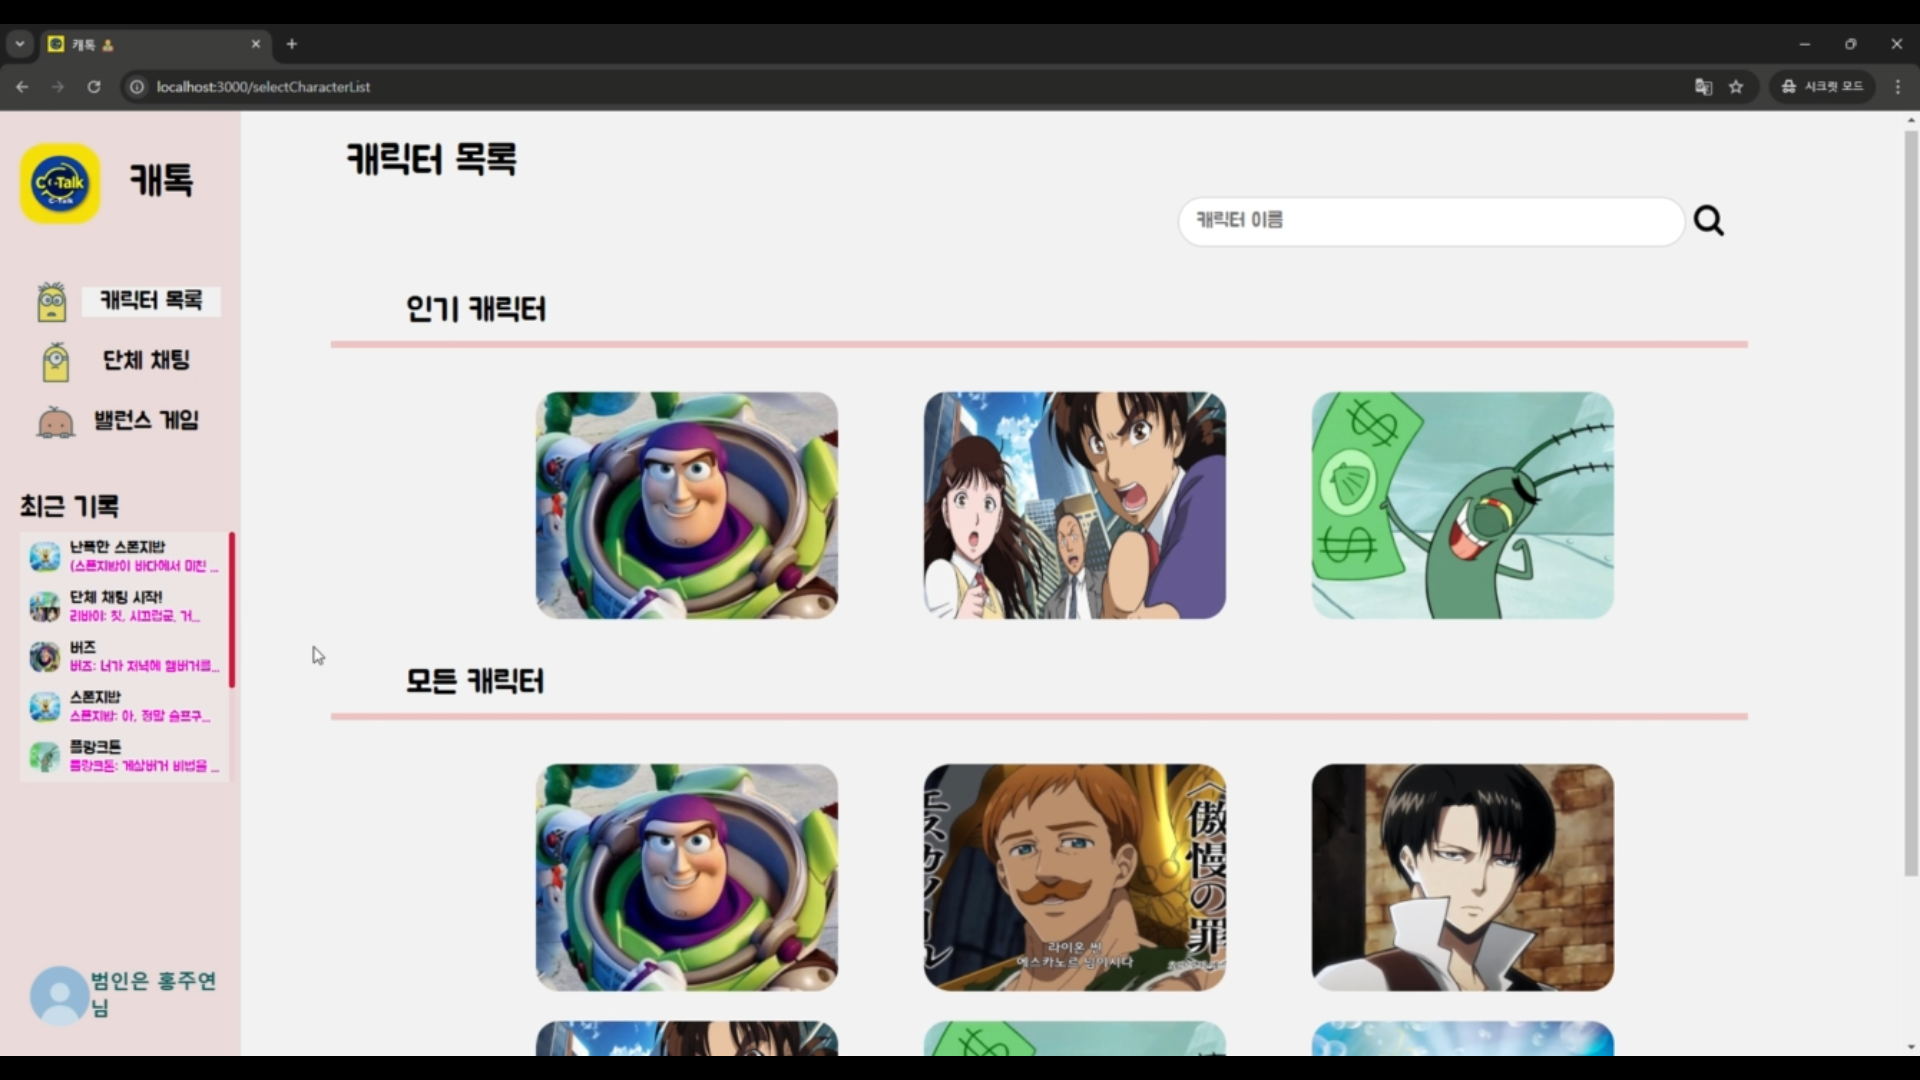 캐톡
localhost:3000/selectCharacterList
시크릿 모드
C-Talk
C-Talk
캐톡
캐릭터 목록
단체 채팅
밸런스 게임
최근 기록
난폭한 스폰지밥
(스폰지밥이 바다에서 미친 ...
단체 채팅 시작!
리바이: 칫, 시끄럽군. 거...
버즈
버즈: 너가 저녁에 햄버거를...
스폰지밥
스폰지밥: 아, 정말 슬프구...
플랑크톤
플랑크톤: 게살버거 비법을 ...
범인은 홍주연
님
캐릭터 목록
캐릭터 이름
인기 캐릭터
모든 캐릭터
エスカノール
〈傲慢の罪
라이온 씬
에스카노르 님이시다